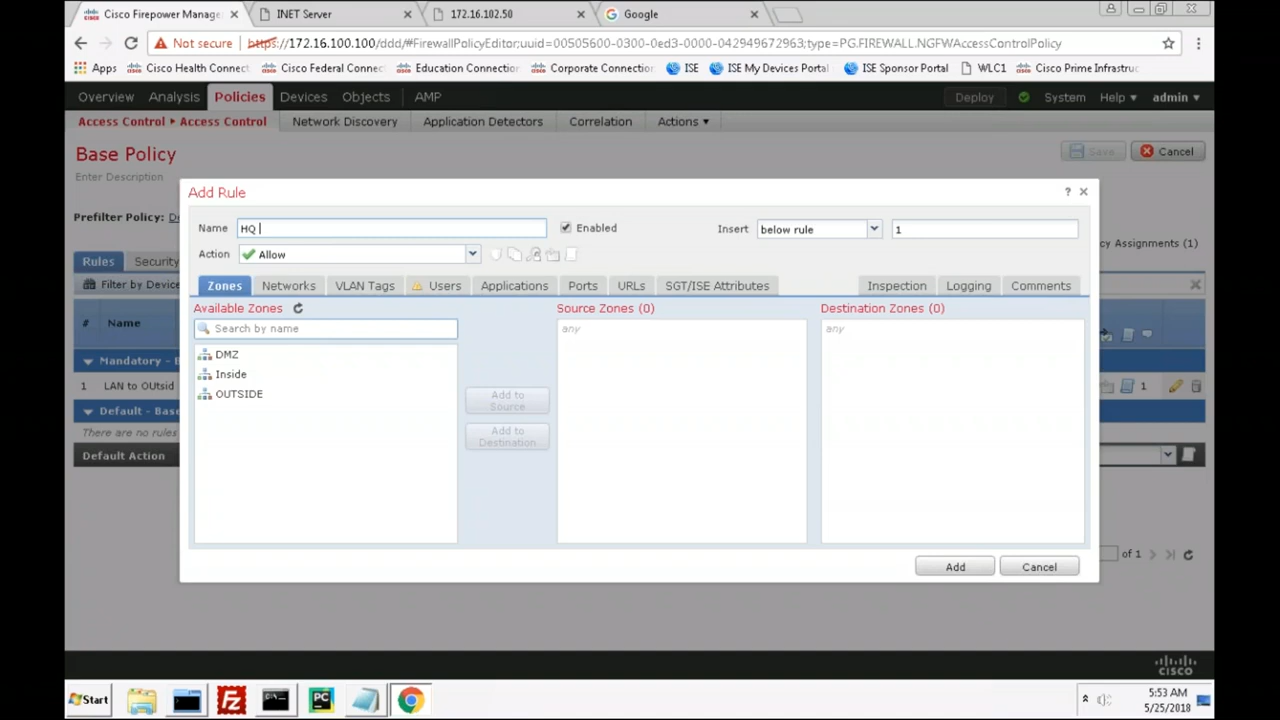 Cisco Firepower Manage
INET Server
172.16.102.50
Google
Not secure
https://172.16.100.100/ddd/#FirewallPolicyEditor;uuid=00505600-0300-0ed3-0000-042949672963;type=PG.FIREWALL.NGFWAccessControlPolicy
Apps
Cisco Health Connect
Cisco Federal Connec
Education Connection
Corporate Connection
ISE
ISE My Devices Portal
ISE Sponsor Portal
WLC1
Cisco Prime Infrastruc
Overview
Analysis
Policies
Devices
Objects
AMP
Deploy
System
Help
admin
Access Control
Access Control
Network Discovery
Application Detectors
Correlation
Actions
Base Policy
Enter Description
Save
Cancel
Prefilter Policy: D
cy Assignments (1)
Rules
Security
Filter by Device
# Name
Mandatory - B
1 LAN to OUtsid
1
Default - Base
There are no rules
Default Action
of 1
Add Rule
?
Name HQ
Enabled
Insert below rule 1
Action Allow
Zones
Networks
VLAN Tags
Users
Applications
Ports
URLs
SGT/ISE Attributes
Inspection
Logging
Comments
Available Zones
Source Zones (0)
Destination Zones (0)
Search by name
any
any
DMZ
Inside
OUTSIDE
Add to
Source
Add to
Destination
Add
Cancel
cisco
Start
PC
5:53 AM
5/25/2018